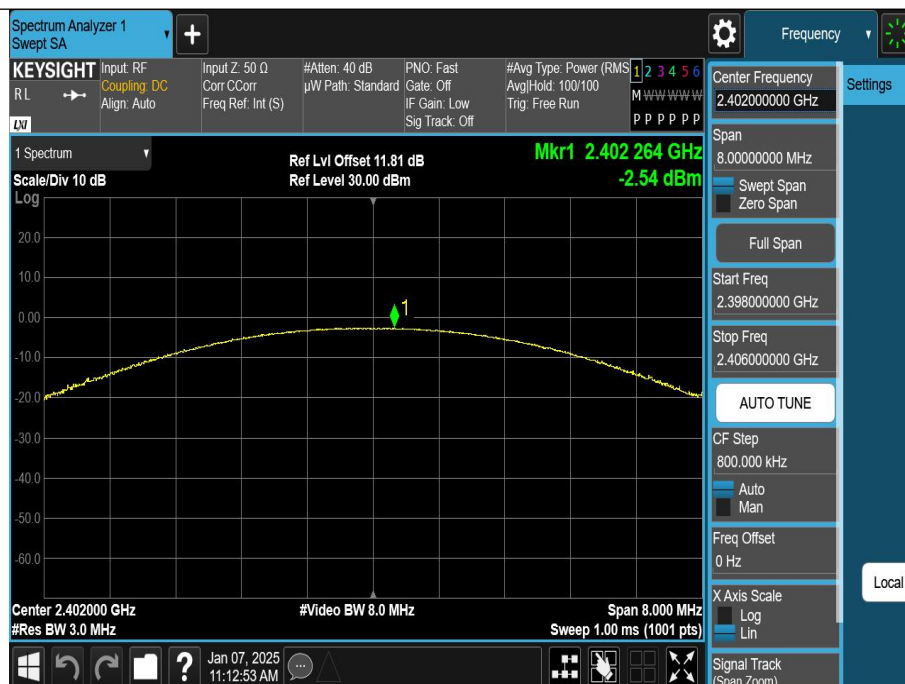 Spectrum Analyzer 1
Swept SA
Frequency
KEYSIGHT
R L
LXI
Input: RF
Coupling: DC
Align: Auto
Input Z: 50 Ω
Corr CCorr
Freq Ref: Int (S)
#Atten: 40 dB
µW Path: Standard
PNO: Fast
Gate: Off
IF Gain: Low
Sig Track: Off
#Avg Type: Power (RMS
Avg|Hold: 100/100
Trig: Free Run
1 2 3 4 5 6
M W W W W W
P P P P P P
1 Spectrum
Scale/Div 10 dB
Log
Ref Lvl Offset 11.81 dB
Ref Level 30.00 dBm
Mkr1 2.402 264 GHz
-2.54 dBm
20.0
10.0
0.00
-10.0
-20.0
-30.0
-40.0
-50.0
-60.0
1
Center 2.402000 GHz
#Res BW 3.0 MHz
#Video BW 8.0 MHz
Span 8.000 MHz
Sweep 1.00 ms (1001 pts)
Jan 07, 2025
11:12:53 AM
Center Frequency
2.402000000 GHz
Span
8.00000000 MHz
Swept Span
Zero Span
Full Span
Start Freq
2.398000000 GHz
Stop Freq
2.406000000 GHz
AUTO TUNE
CF Step
800.000 kHz
Auto
Man
Freq Offset
0 Hz
X Axis Scale
Log
Lin
Signal Track
(Span Zoom)
Settings
Local